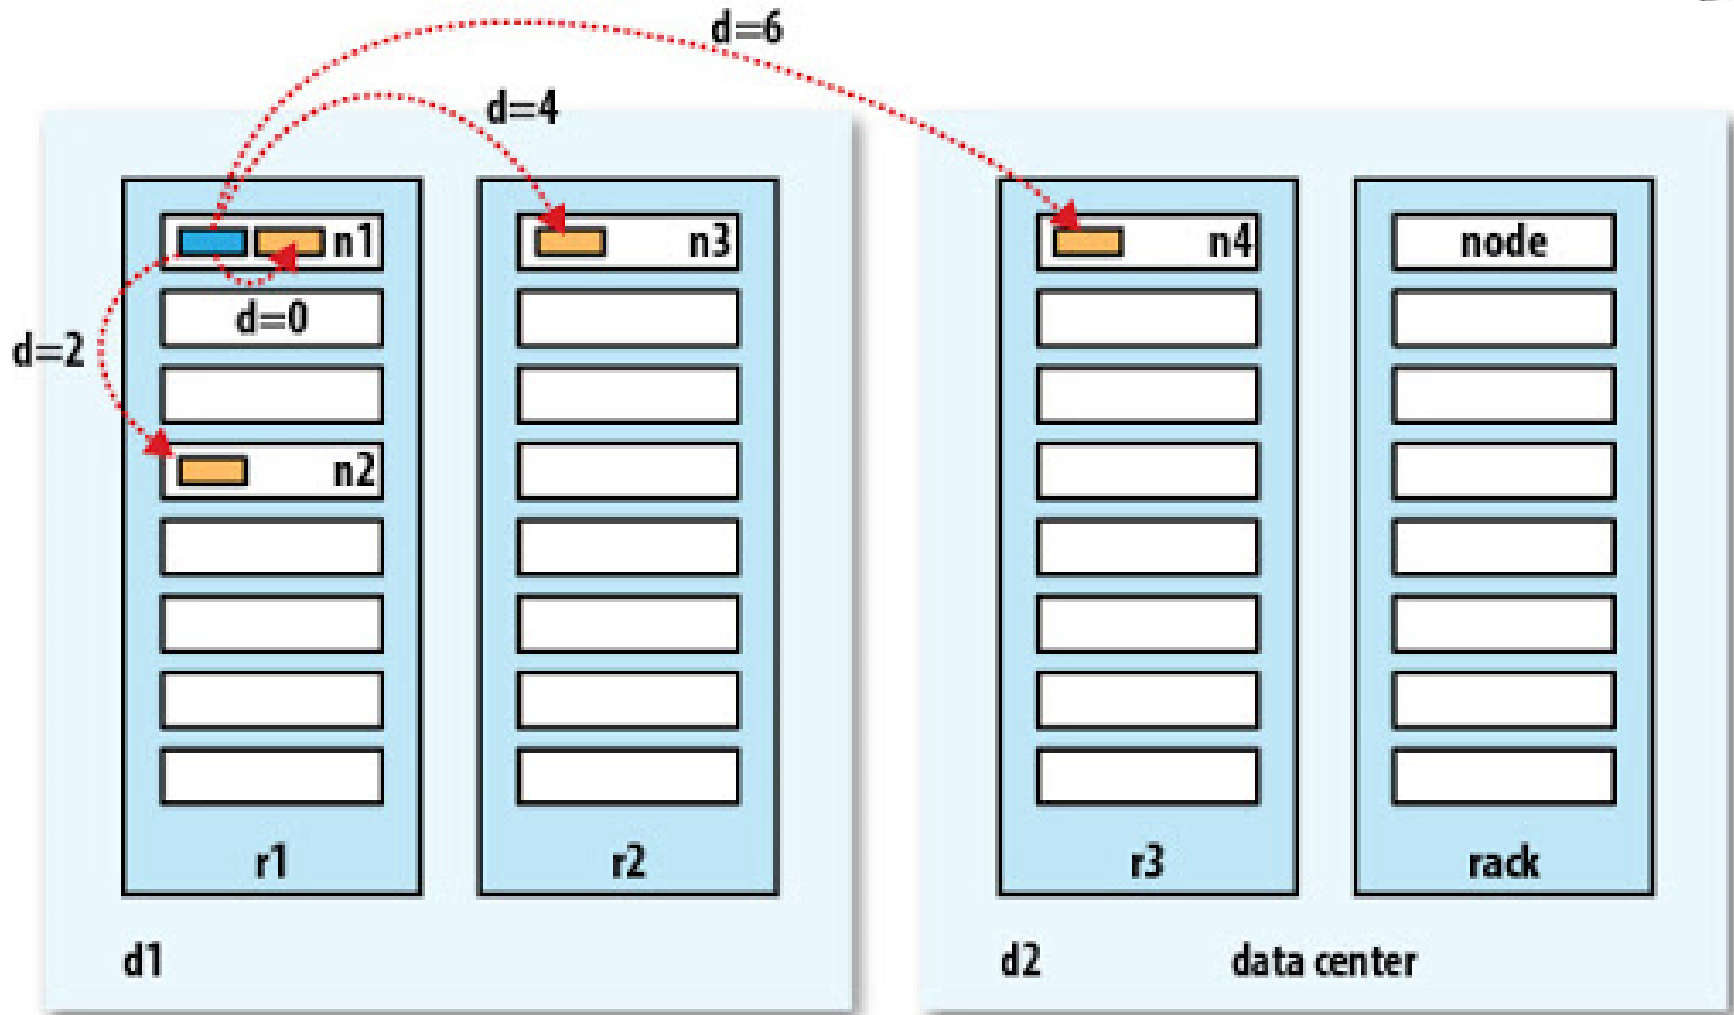 d=6
d=4
n1
n3
n4
node
d=0
d=2
n2
r1
r2
r3
rack
d1
d2
data center